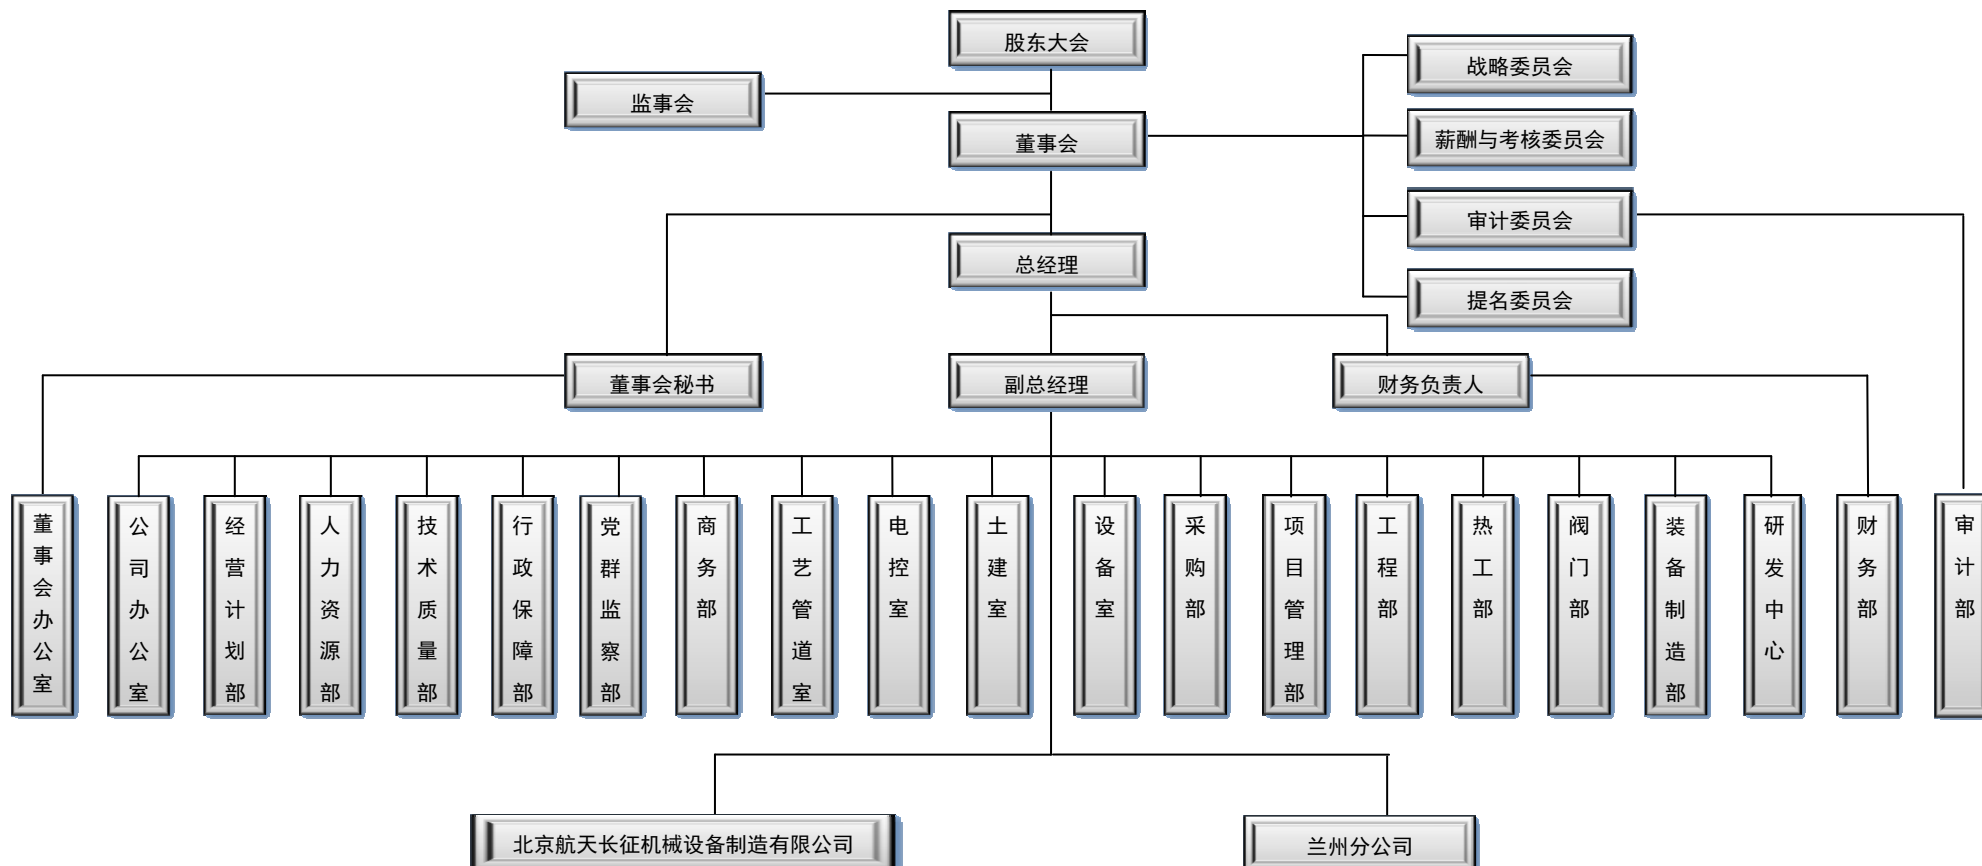 股东大会
战略委员会
监事会
董事会
薪酬与考核委员会
审计委员会
总经理
提名委员会
董事会秘书
副总经理
财务负责人
董事会办公室
公司办公室
经营计划部
人力资源部
技术质量部
行政保障部
党群监察部
商务部
工艺管道室
电控室
土建室
设备室
采购部
项目管理部
工程部
热工部
阀门部
装备制造部
研发中心
财务部
审计部
北京航天长征机械设备制造有限公司
兰州分公司